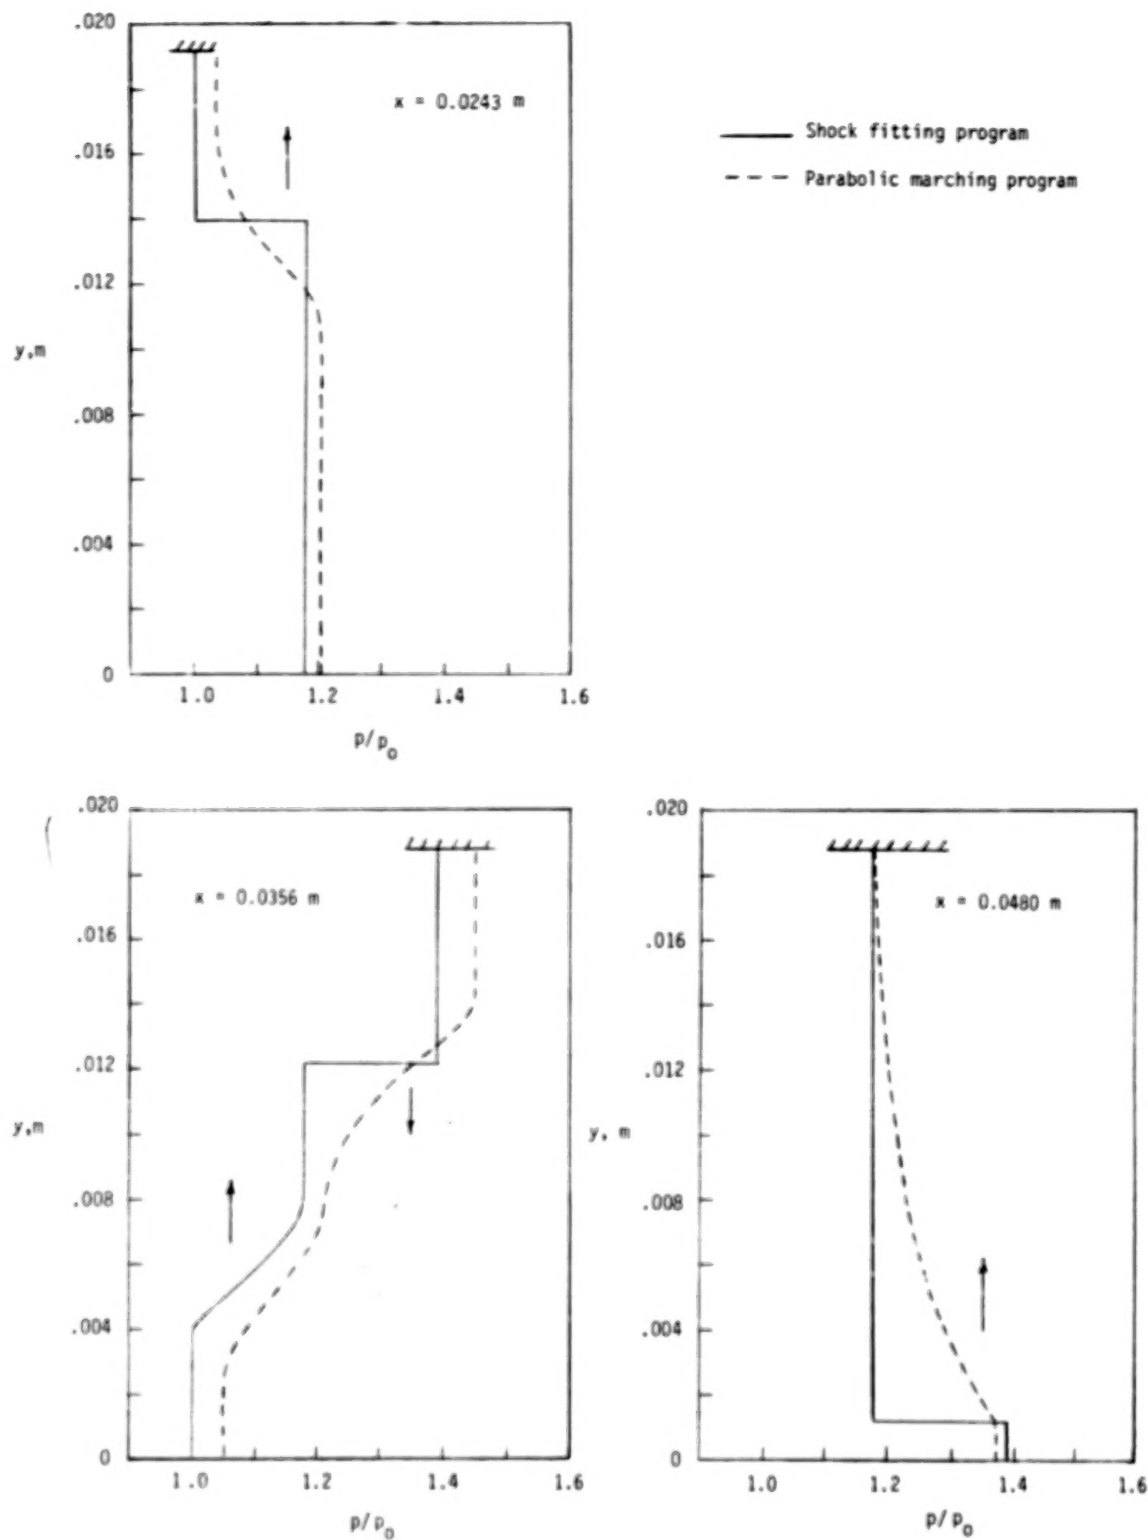 .020
x = 0.0243 m
Shock fitting program
.016
Parabolic marching program
.012
y,m
.008
.004
0
1.0 1.2 1.4 1.6
p/p₀
.020 .020
x = 0.0356 m x = 0.0480 m
.016 .016
.012 .012
y,m y, m
.008 .008
.004 .004
0 0
1.0 1.2 1.4 1.6 1.0 1.2 1.4 1.6
p/p₀ p/p₀